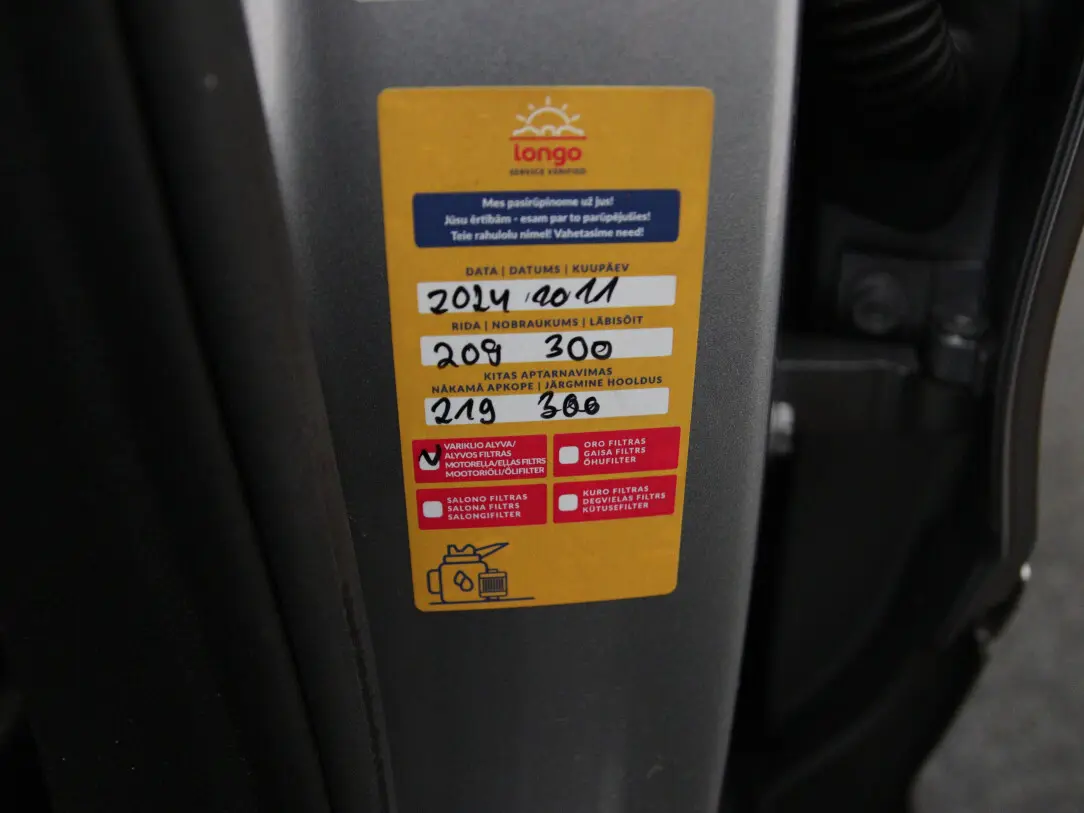 longo
SERVICE VERIFIED
Mes pasirūpinome už jus!
Jūsu ērtībām - esam par to parūpējušies!
Teie rahulolu nimel! Vahetasime need!
DATA | DATUMS | KUUPÄEV
2024 10 11
RIDA | NOBRAUKUMS | LÄBISÕIT
209 300
KITAS APTARNAVIMAS
NĀKAMĀ APKOPE | JÄRGMINE HOOLDUS
219 300
VARIKLIO ALYVA/
ALYVOS FILTRAS
MOTOREĻĻA/EĻĻAS FILTRS
MOOTORIÕLI/ÕLIFILTER
ORO FILTRAS
GAISA FILTRS
ÕHUFILTER
SALONO FILTRAS
SALONA FILTRS
SALONGIFILTER
KURO FILTRAS
DEGVIELAS FILTRS
KÜTUSEFILTER